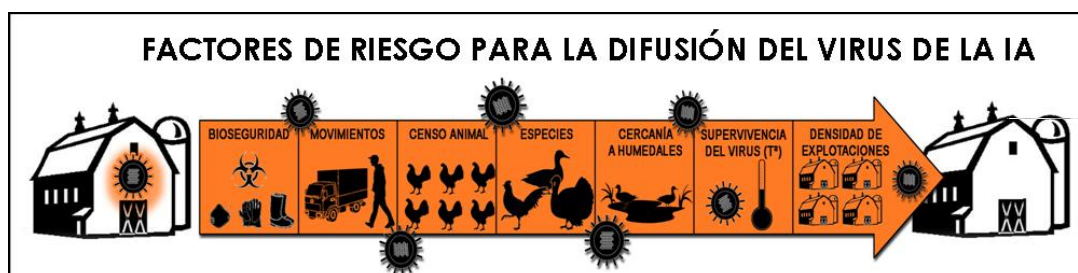 FACTORES DE RIESGO PARA LA DIFUSIÓN DEL VIRUS DE LA IA
BIOSEGURIDAD
MOVIMIENTOS
CENSO ANIMAL
ESPECIES
CERCANÍA
A HUMEDALES
SUPERVIVENCIA
DEL VIRUS (Tª)
DENSIDAD DE
EXPLOTACIONES